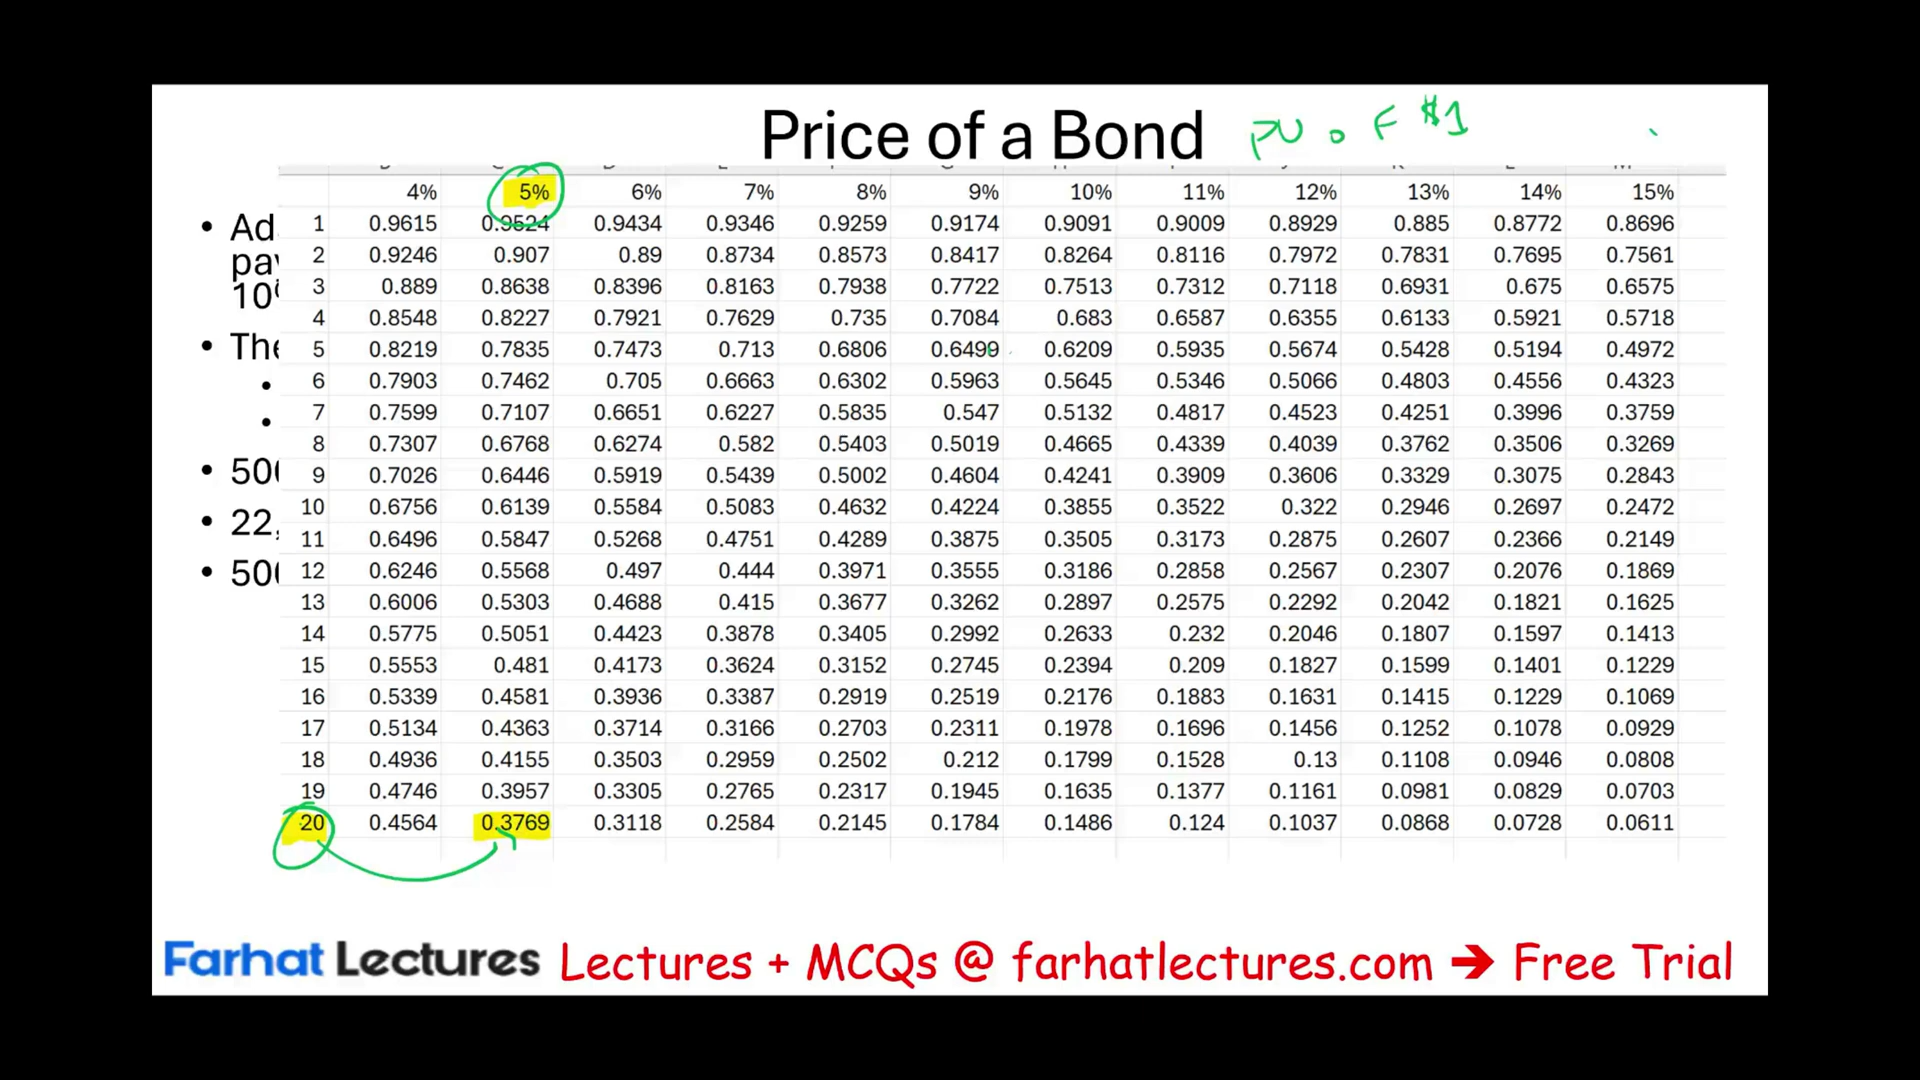 Price of a Bond PV of $1
4% 5% 6% 7% 8% 9% 10% 11% 12% 13% 14% 15%
1 0.9615 0.9524 0.9434 0.9346 0.9259 0.9174 0.9091 0.9009 0.8929 0.885 0.8772 0.8696
2 0.9246 0.907 0.89 0.8734 0.8573 0.8417 0.8264 0.8116 0.7972 0.7831 0.7695 0.7561
3 0.889 0.8638 0.8396 0.8163 0.7938 0.7722 0.7513 0.7312 0.7118 0.6931 0.675 0.6575
4 0.8548 0.8227 0.7921 0.7629 0.735 0.7084 0.683 0.6587 0.6355 0.6133 0.5921 0.5718
5 0.8219 0.7835 0.7473 0.713 0.6806 0.6499 0.6209 0.5935 0.5674 0.5428 0.5194 0.4972
6 0.7903 0.7462 0.705 0.6663 0.6302 0.5963 0.5645 0.5346 0.5066 0.4803 0.4556 0.4323
7 0.7599 0.7107 0.6651 0.6227 0.5835 0.547 0.5132 0.4817 0.4523 0.4251 0.3996 0.3759
8 0.7307 0.6768 0.6274 0.582 0.5403 0.5019 0.4665 0.4339 0.4039 0.3762 0.3506 0.3269
9 0.7026 0.6446 0.5919 0.5439 0.5002 0.4604 0.4241 0.3909 0.3606 0.3329 0.3075 0.2843
10 0.6756 0.6139 0.5584 0.5083 0.4632 0.4224 0.3855 0.3522 0.322 0.2946 0.2697 0.2472
11 0.6496 0.5847 0.5268 0.4751 0.4289 0.3875 0.3505 0.3173 0.2875 0.2607 0.2366 0.2149
12 0.6246 0.5568 0.497 0.444 0.3971 0.3555 0.3186 0.2858 0.2567 0.2307 0.2076 0.1869
13 0.6006 0.5303 0.4688 0.415 0.3677 0.3262 0.2897 0.2575 0.2292 0.2042 0.1821 0.1625
14 0.5775 0.5051 0.4423 0.3878 0.3405 0.2992 0.2633 0.232 0.2046 0.1807 0.1597 0.1413
15 0.5553 0.481 0.4173 0.3624 0.3152 0.2745 0.2394 0.209 0.1827 0.1599 0.1401 0.1229
16 0.5339 0.4581 0.3936 0.3387 0.2919 0.2519 0.2176 0.1883 0.1631 0.1415 0.1229 0.1069
17 0.5134 0.4363 0.3714 0.3166 0.2703 0.2311 0.1978 0.1696 0.1456 0.1252 0.1078 0.0929
18 0.4936 0.4155 0.3503 0.2959 0.2502 0.212 0.1799 0.1528 0.13 0.1108 0.0946 0.0808
19 0.4746 0.3957 0.3305 0.2765 0.2317 0.1945 0.1635 0.1377 0.1161 0.0981 0.0829 0.0703
20 0.4564 0.3769 0.3118 0.2584 0.2145 0.1784 0.1486 0.124 0.1037 0.0868 0.0728 0.0611
Farhat Lectures Lectures + MCQs @ farhatlectures.com → Free Trial